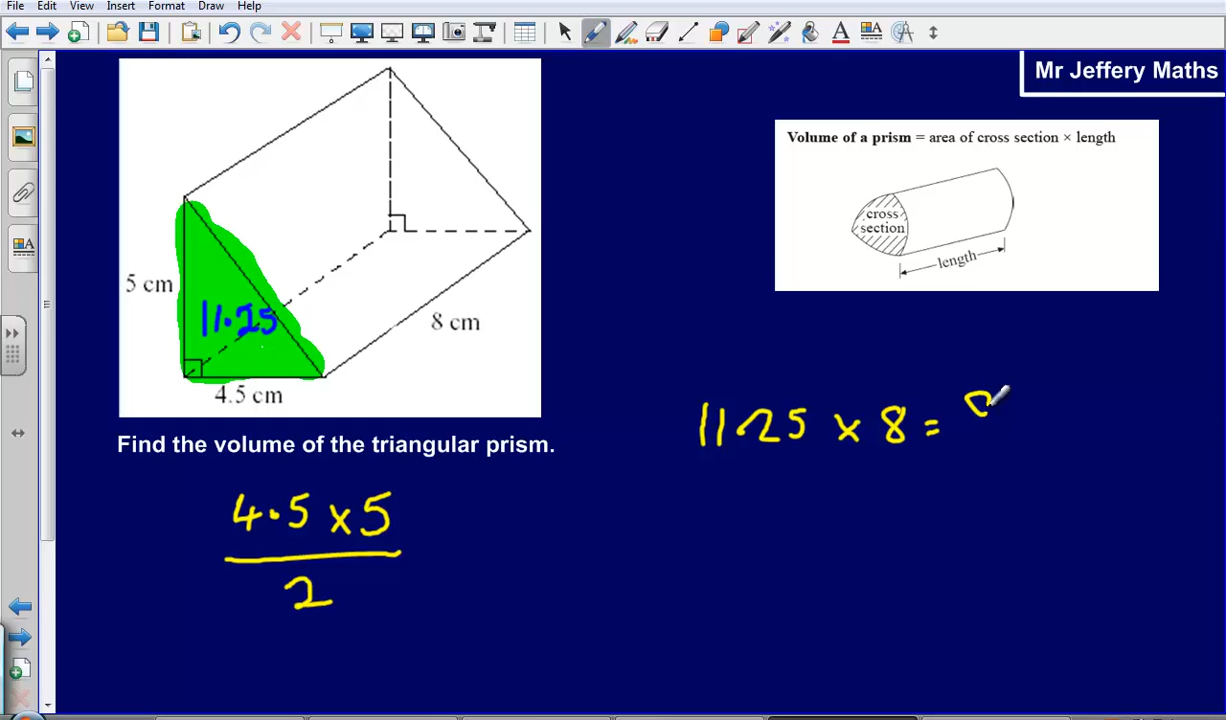 File Edit View Insert Format Draw Help
Mr Jeffery Maths
Volume of a prism = area of cross section × length
cross
section
length
5 cm
11.25
8 cm
4.5 cm
11.25 × 8 =
Find the volume of the triangular prism.
4.5 × 5
2